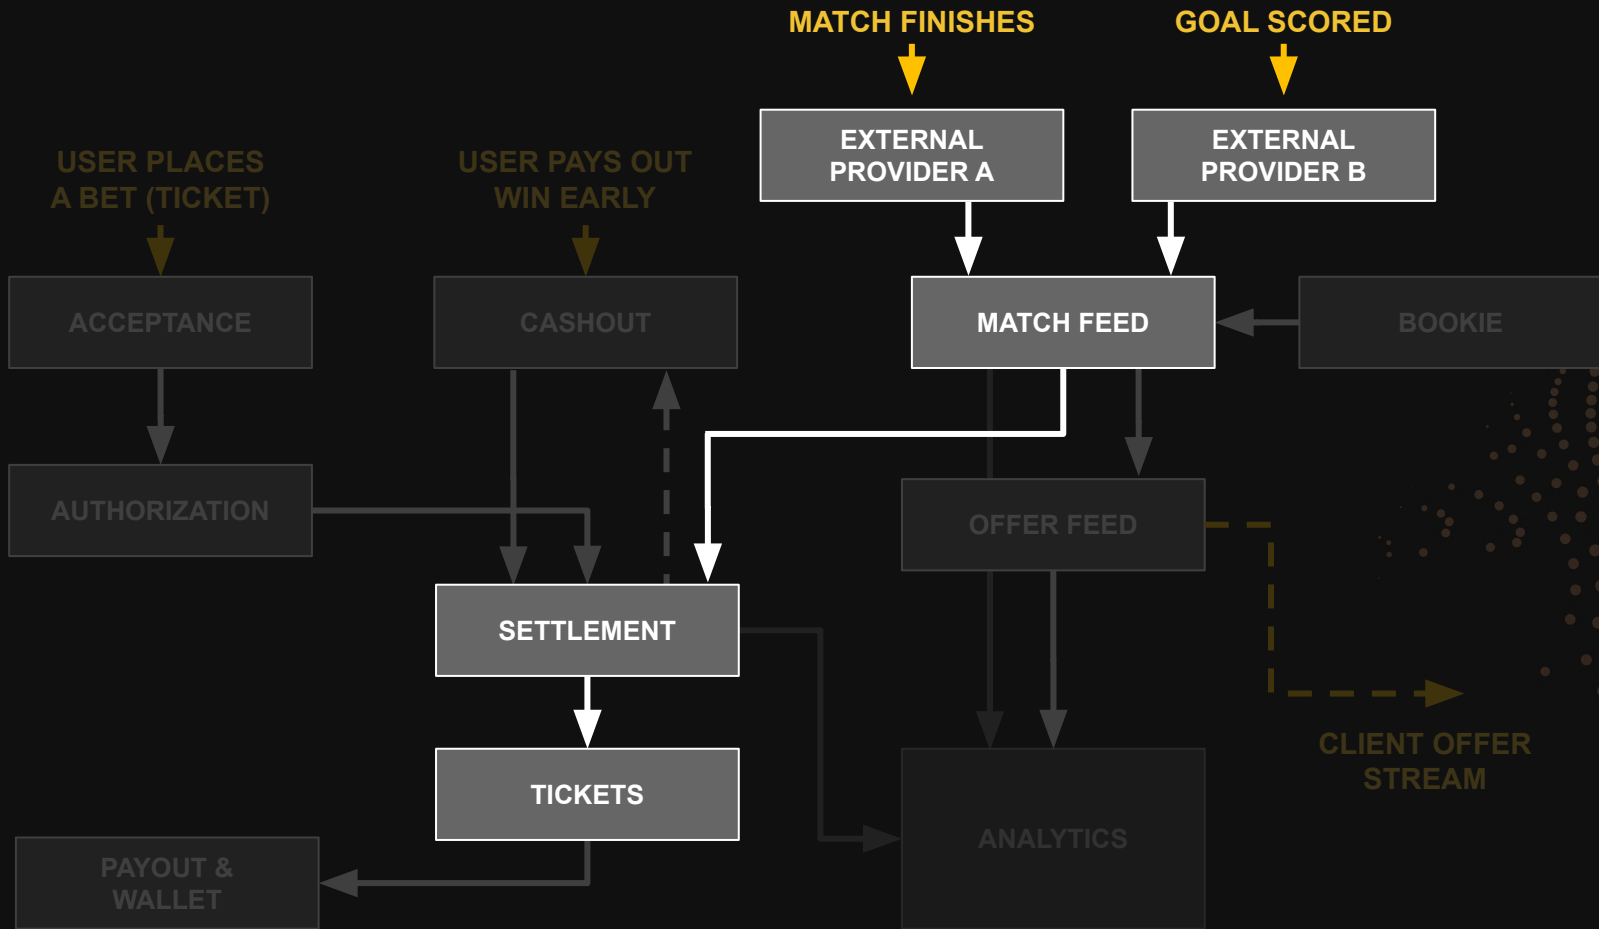 MATCH FINISHES
GOAL SCORED
EXTERNAL
PROVIDER A
EXTERNAL
PROVIDER B
USER PLACES
A BET (TICKET)
USER PAYS OUT
WIN EARLY
ACCEPTANCE
CASHOUT
MATCH FEED
BOOKIE
AUTHORIZATION
OFFER FEED
SETTLEMENT
CLIENT OFFER
STREAM
TICKETS
ANALYTICS
PAYOUT &
WALLET